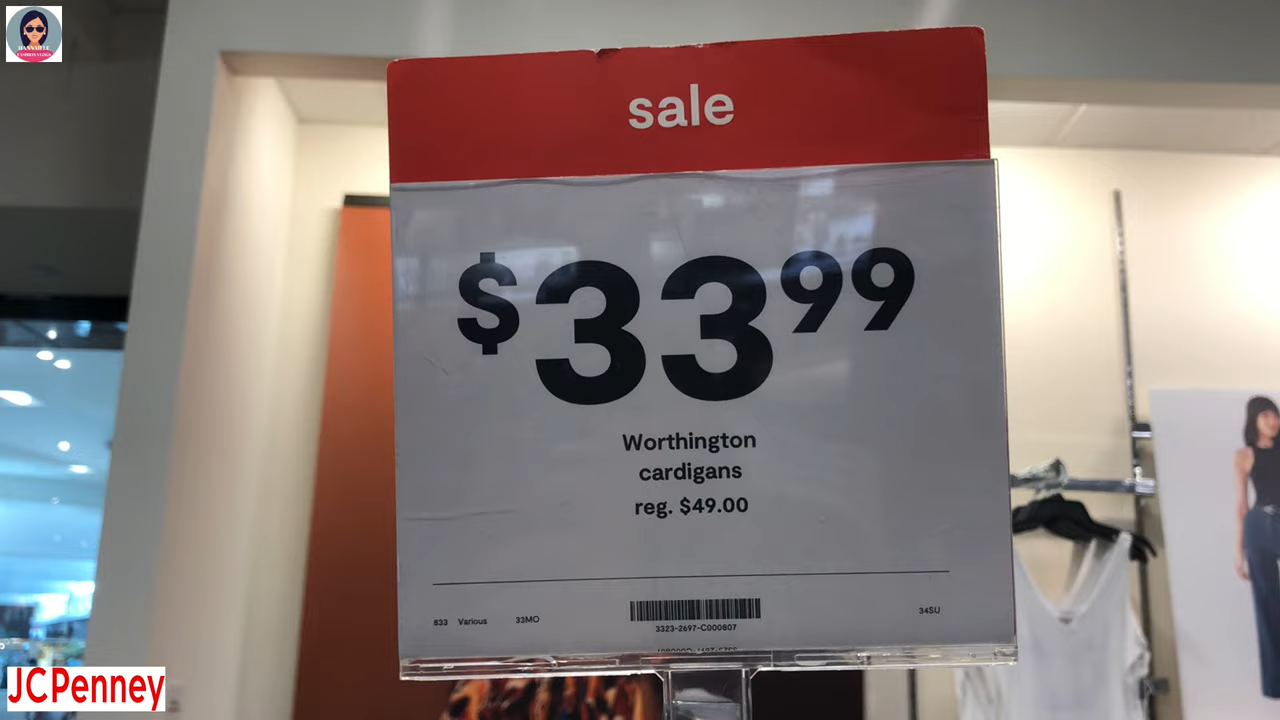 sale
$33 99
Worthington
cardigans
reg. $49.00
833 Various 33MO
3323-2697-C000807
34SU
JCPenney